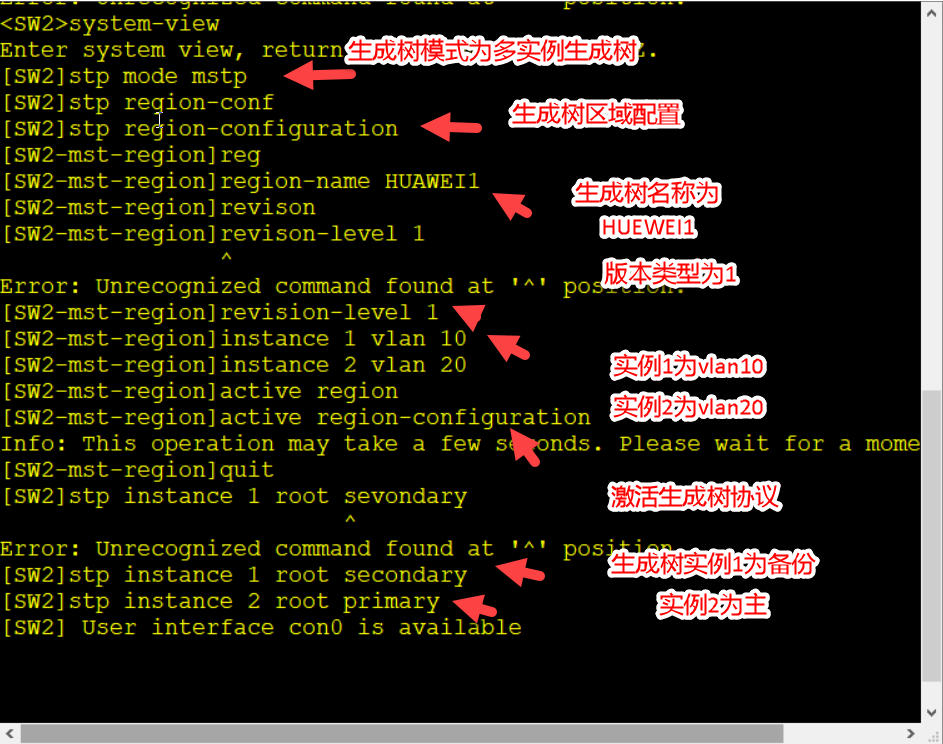 Error: Unrecognized command found at '^' position.
<SW2>system-view
Enter system view, return
生成树模式为多实例生成树
[SW2]stp mode mstp
[SW2]stp region-conf
生成树区域配置
[SW2]stp region-configuration
[SW2-mst-region]reg
[SW2-mst-region]region-name HUAWEI1
生成树名称为
[SW2-mst-region]revison
HUEWEI1
[SW2-mst-region]revison-level 1
^
版本类型为1
Error: Unrecognized command found at '^' position.
[SW2-mst-region]revision-level 1
[SW2-mst-region]instance 1 vlan 10
[SW2-mst-region]instance 2 vlan 20
实例1为vlan10
[SW2-mst-region]active region
实例2为vlan20
[SW2-mst-region]active region-configuration
Info: This operation may take a few seconds. Please wait for a mome
[SW2-mst-region]quit
[SW2]stp instance 1 root sevondary
激活生成树协议
^
Error: Unrecognized command found at '^' position
生成树实例1为备份
[SW2]stp instance 1 root secondary
[SW2]stp instance 2 root primary
实例2为主
[SW2] User interface con0 is available